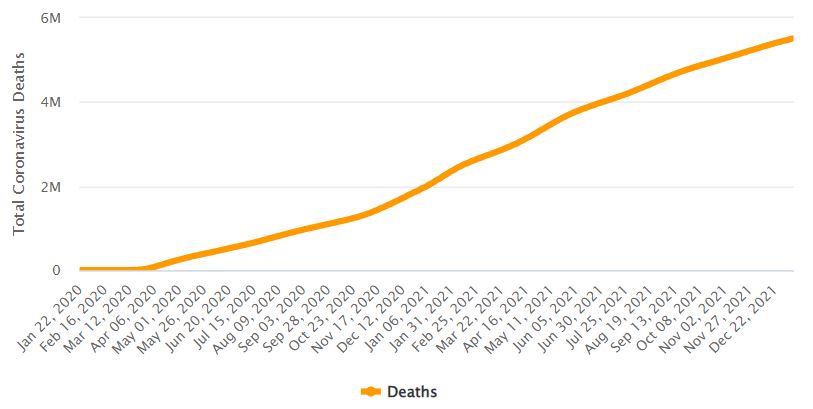 6M
4M
2M
0
Total Coronavirus Deaths
Jan 22, 2020
Feb 16, 2020
Mar 12, 2020
Apr 06, 2020
May 01, 2020
May 26, 2020
Jun 20, 2020
Jul 15, 2020
Aug 09, 2020
Sep 03, 2020
Sep 28, 2020
Oct 23, 2020
Nov 17, 2020
Dec 12, 2020
Jan 06, 2021
Jan 31, 2021
Feb 25, 2021
Mar 22, 2021
Apr 16, 2021
May 11, 2021
Jun 05, 2021
Jun 30, 2021
Jul 25, 2021
Aug 19, 2021
Sep 13, 2021
Oct 08, 2021
Nov 02, 2021
Nov 27, 2021
Dec 22, 2021
Deaths